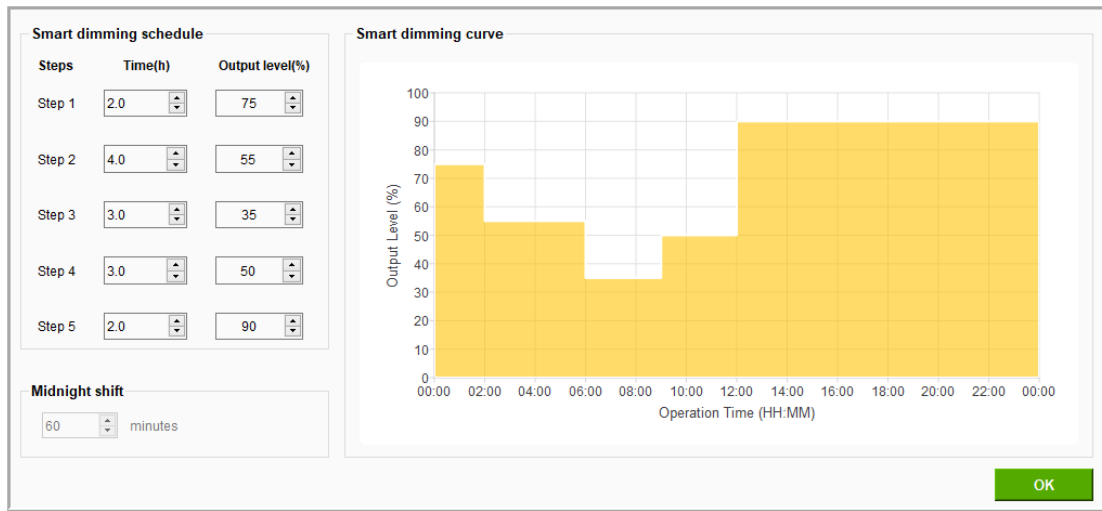 Smart dimming schedule
Steps Time(h) Output level(%)
Step 1 2.0 75
Step 2 4.0 55
Step 3 3.0 35
Step 4 3.0 50
Step 5 2.0 90
Midnight shift
60 minutes
Smart dimming curve
Output Level (%)
100
90
80
70
60
50
40
30
20
10
0
00:00 02:00 04:00 06:00 08:00 10:00 12:00 14:00 16:00 18:00 20:00 22:00 00:00
Operation Time (HH:MM)
OK